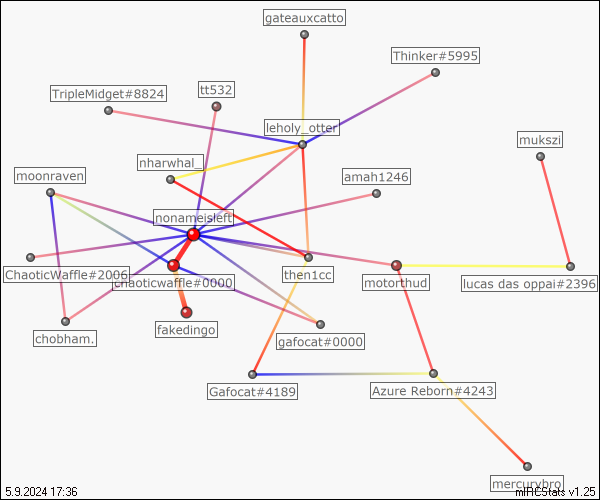 gateauxcatto
Thinker#5995
TripleMidget#8824
tt532
leholy_otter
mukszi
nharwhal_
moonraven
amah1246
nonameisleft
ChaoticWaffle#2006
chaoticwaffle#0000
then1cc
motorthud
lucas das oppai#2396
fakedingo
chobham.
gafocat#0000
Gafocat#4189
Azure Reborn#4243
mercurybro
5.9.2024 17:36
mIRCStats v1.25